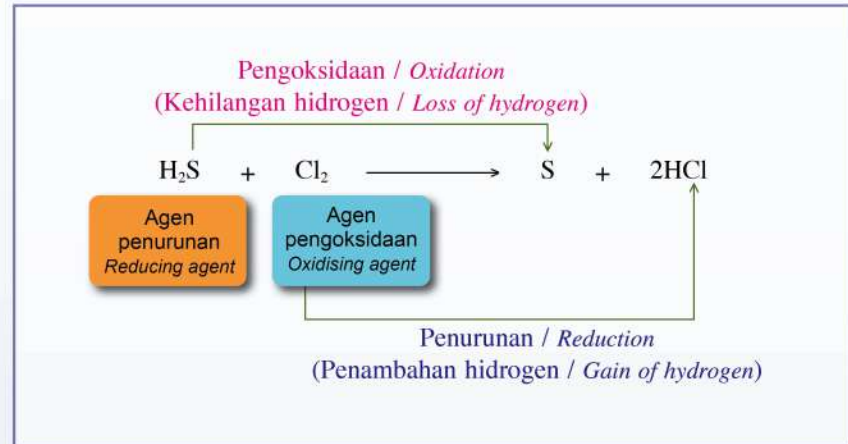 Pengoksidaan / Oxidation
(Kehilangan hidrogen / Loss of hydrogen)
H₂S + Cl₂ ⟶ S + 2HCl
Agen
penurunan
Reducing agent
Agen
pengoksidaan
Oxidising agent
Penurunan / Reduction
(Penambahan hidrogen / Gain of hydrogen)